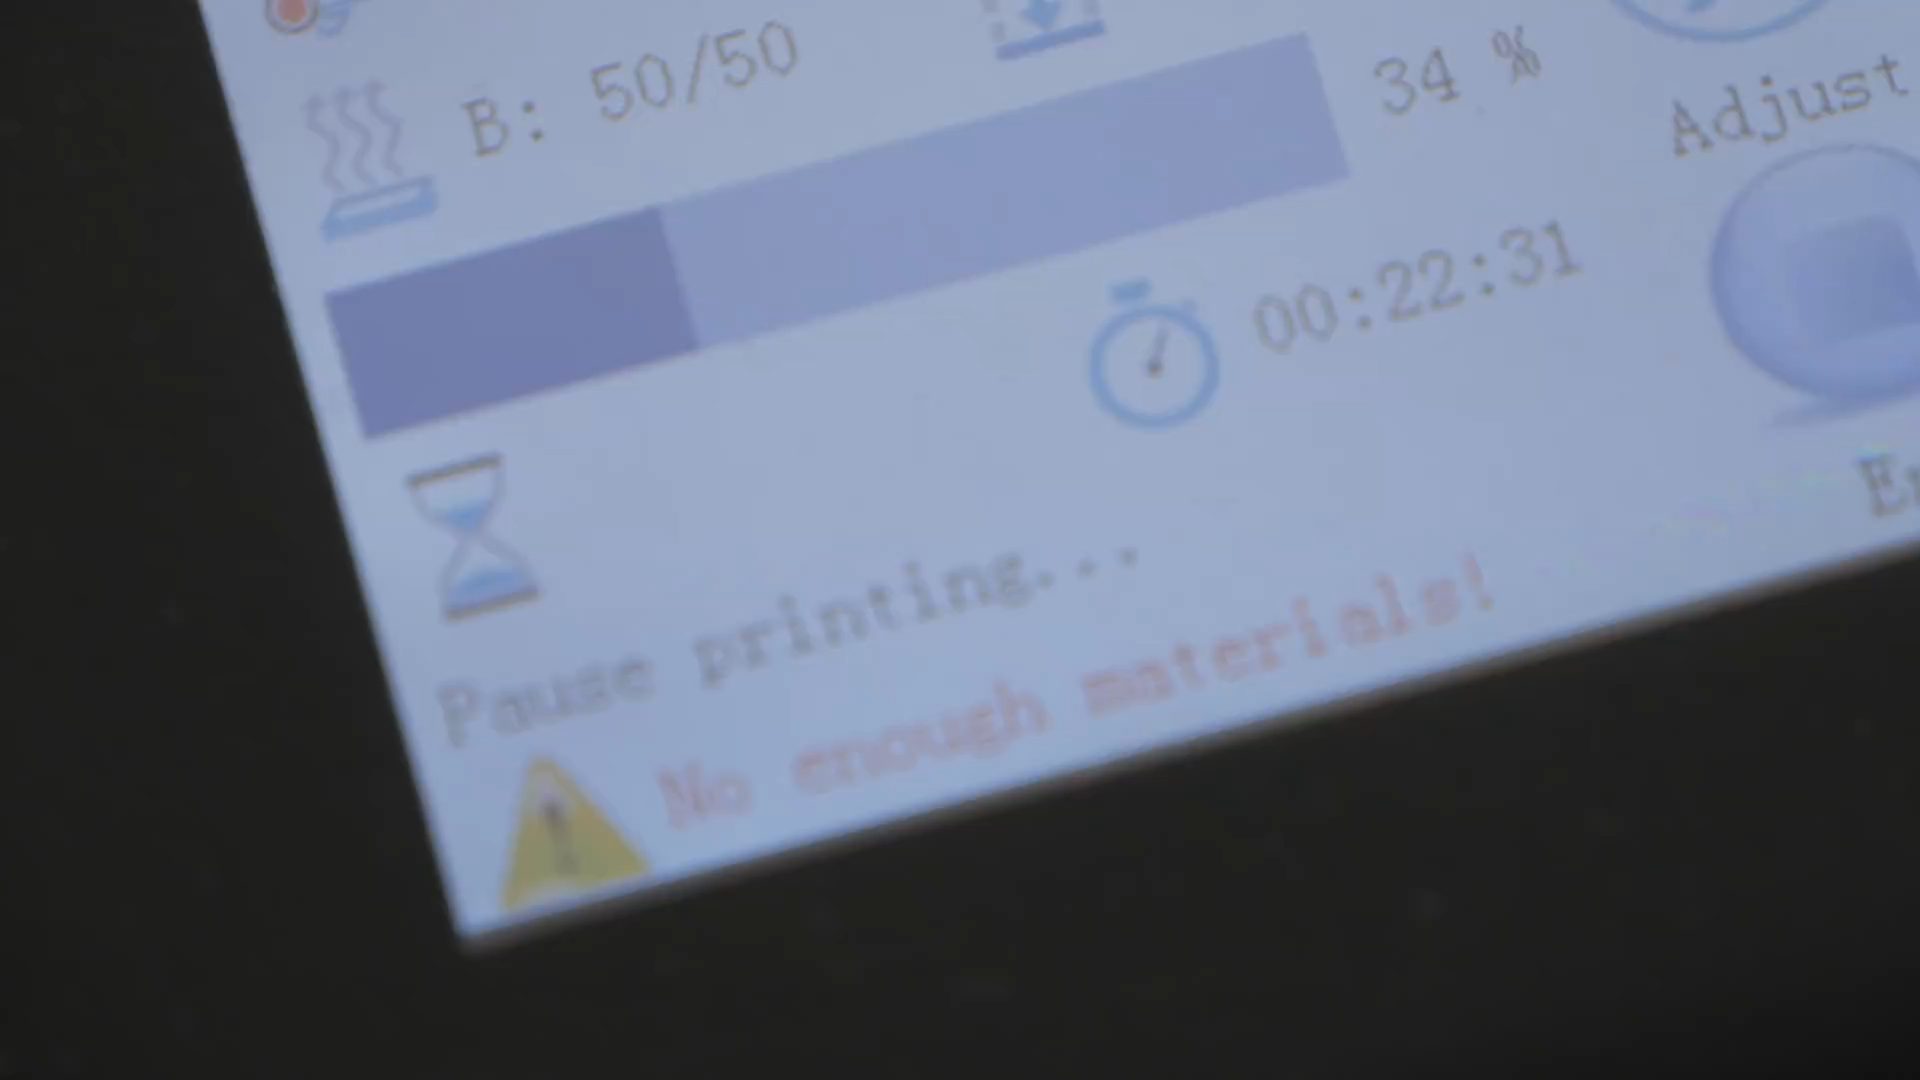 B: 50/50
34 %
Adjust
00:22:31
Pause printing...
No enough materials!